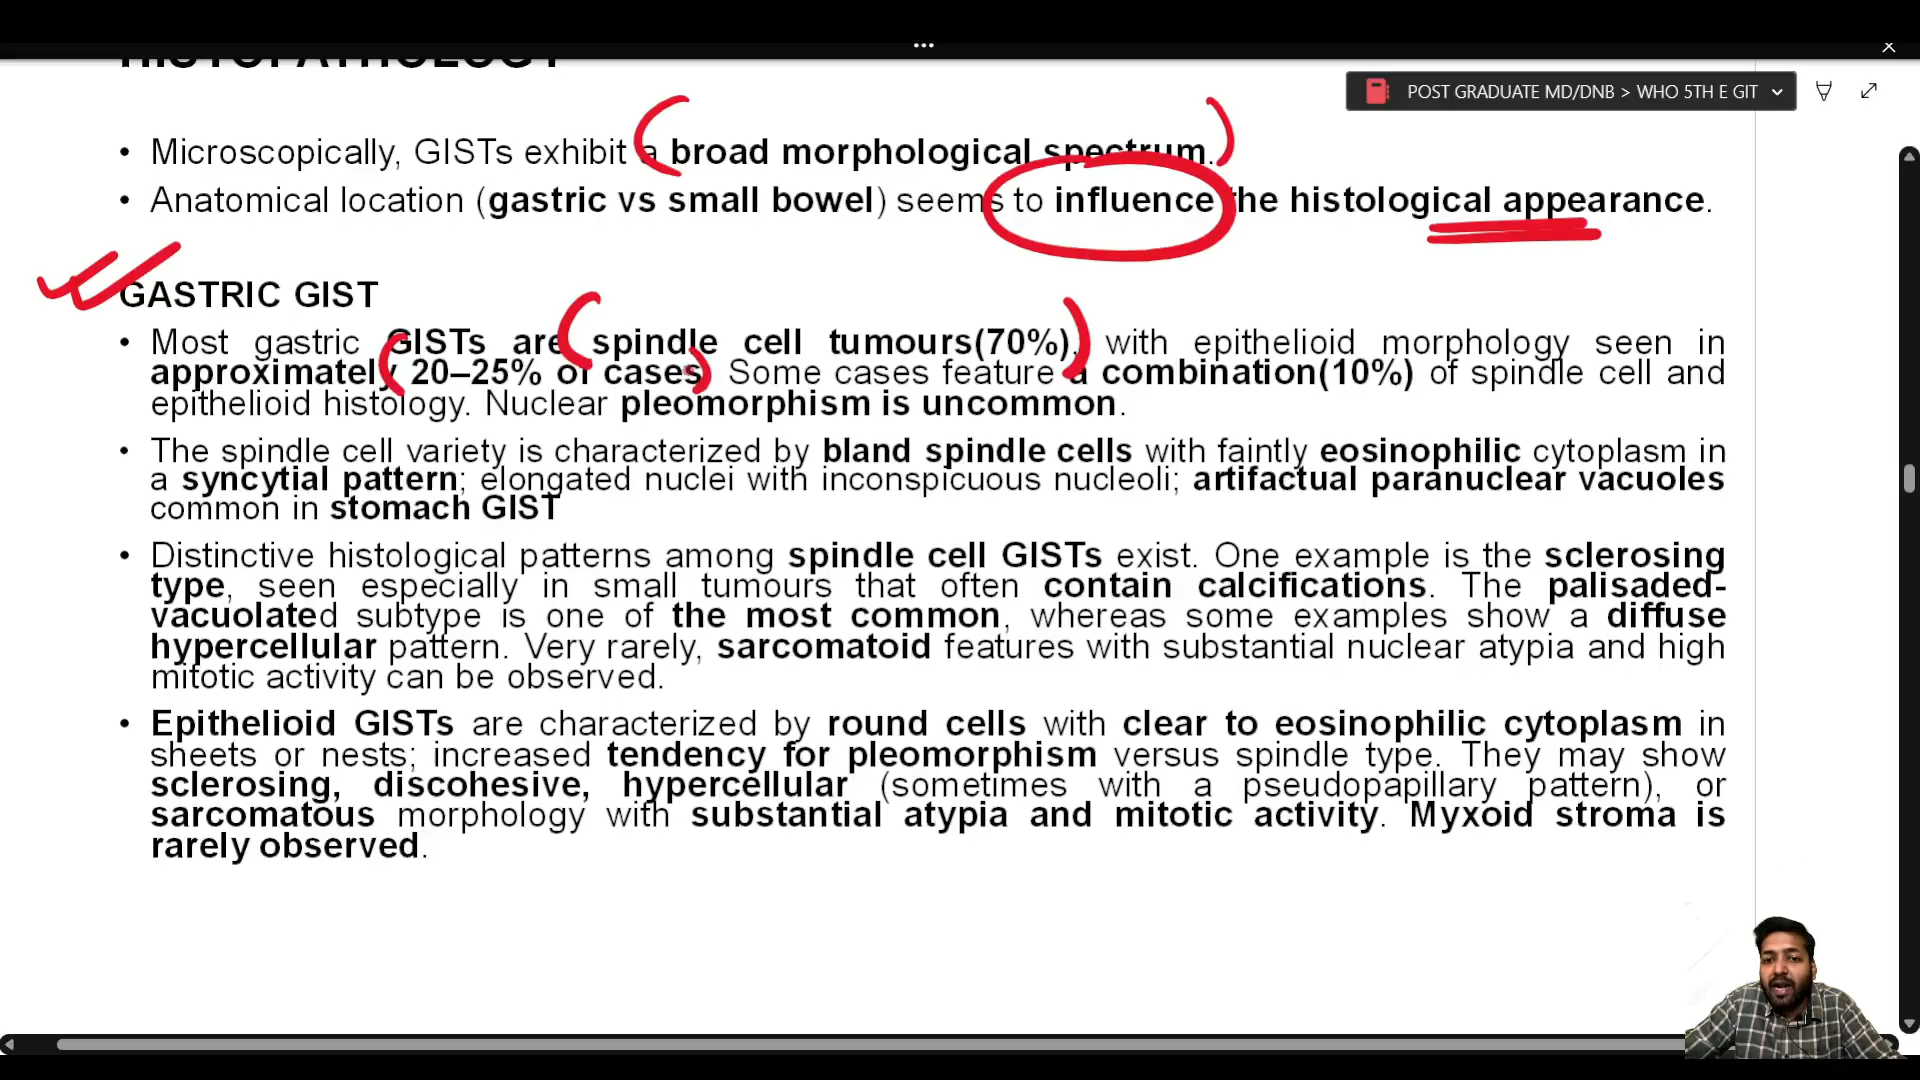 HISTOPATHOLOGY
POST GRADUATE MD/DNB > WHO 5TH E GIT
• Microscopically, GISTs exhibit a broad morphological spectrum.
• Anatomical location (gastric vs small bowel) seems to influence the histological appearance.
GASTRIC GIST
• Most gastric GISTs are spindle cell tumours(70%), with epithelioid morphology seen in
approximately 20–25% of cases. Some cases feature a combination(10%) of spindle cell and
epithelioid histology. Nuclear pleomorphism is uncommon.
• The spindle cell variety is characterized by bland spindle cells with faintly eosinophilic cytoplasm in
a syncytial pattern; elongated nuclei with inconspicuous nucleoli; artifactual paranuclear vacuoles
common in stomach GIST
• Distinctive histological patterns among spindle cell GISTs exist. One example is the sclerosing
type, seen especially in small tumours that often contain calcifications. The palisaded-
vacuolated subtype is one of the most common, whereas some examples show a diffuse
hypercellular pattern. Very rarely, sarcomatoid features with substantial nuclear atypia and high
mitotic activity can be observed.
• Epithelioid GISTs are characterized by round cells with clear to eosinophilic cytoplasm in
sheets or nests; increased tendency for pleomorphism versus spindle type. They may show
sclerosing, discohesive, hypercellular (sometimes with a pseudopapillary pattern), or
sarcomatous morphology with substantial atypia and mitotic activity. Myxoid stroma is
rarely observed.